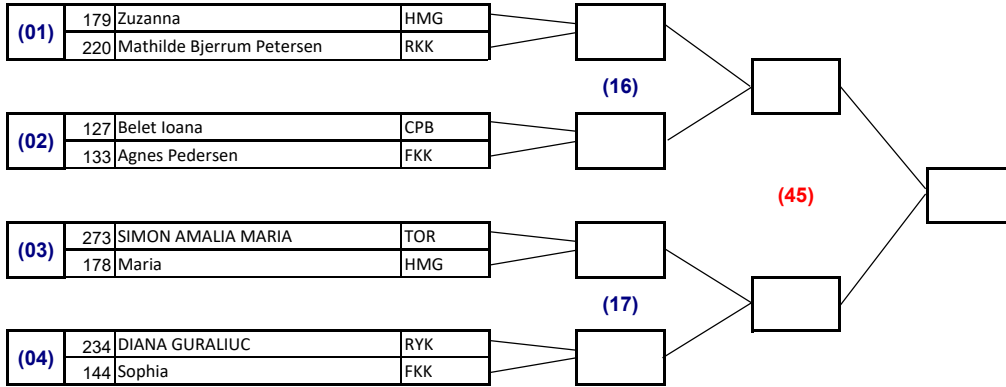 (01) 179 Zuzanna HMG
220 Mathilde Bjerrum Petersen RKK
(16)
(02) 127 Belet Ioana CPB
133 Agnes Pedersen FKK
(45)
(03) 273 SIMON AMALIA MARIA TOR
178 Maria HMG
(17)
(04) 234 DIANA GURALIUC RYK
144 Sophia FKK